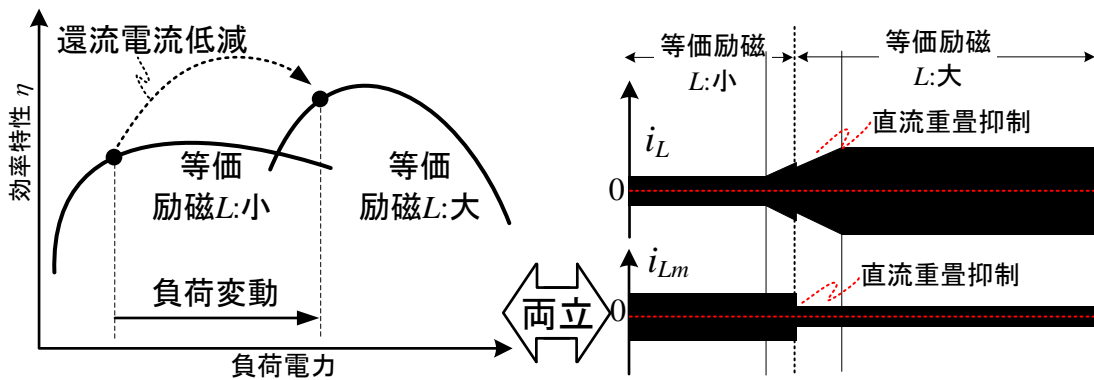 還流電流低減
効率特性 η
等価
励磁L:小
等価
励磁L:大
負荷変動
負荷電力
両立
等価励磁
L:小
等価励磁
L:大
直流重畳抑制
iL
0
iLm
直流重畳抑制
0